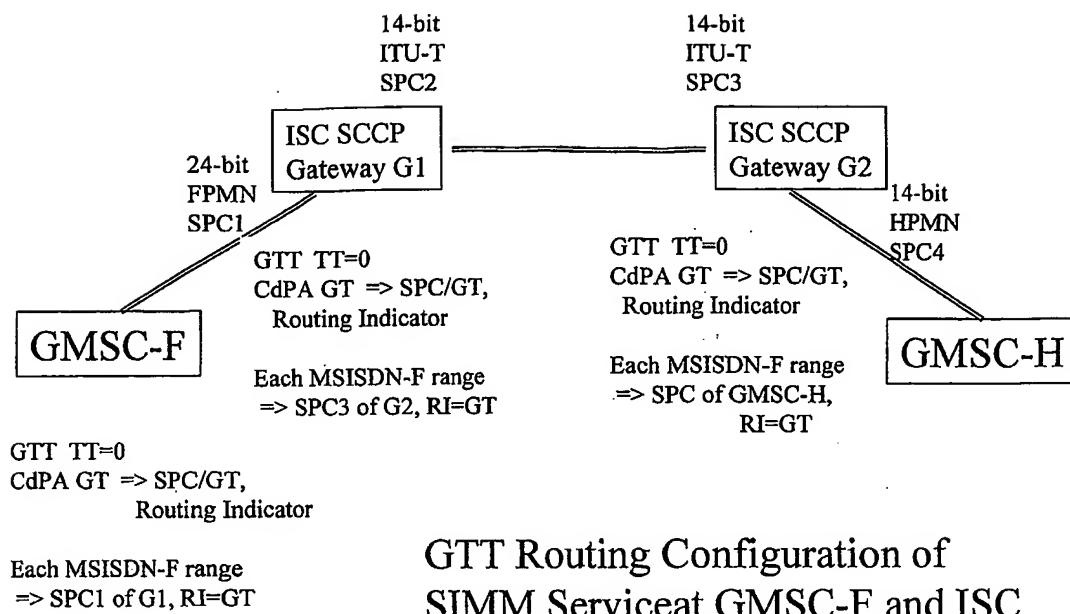 14-bit
ITU-T
SPC2
14-bit
ITU-T
SPC3
ISC SCCP
Gateway G1
ISC SCCP
Gateway G2
24-bit
FPMN
SPC1
14-bit
HPMN
SPC4
GTT TT=0
CdPA GT => SPC/GT,
Routing Indicator
GTT TT=0
CdPA GT => SPC/GT,
Routing Indicator
GMSC-F
GMSC-H
Each MSISDN-F range
=> SPC3 of G2, RI=GT
Each MSISDN-F range
=> SPC of GMSC-H,
RI=GT
GTT TT=0
CdPA GT => SPC/GT,
Routing Indicator
Each MSISDN-F range
=> SPC1 of G1, RI=GT
GTT Routing Configuration of
SIMM Serviceat GMSC-F and ISC